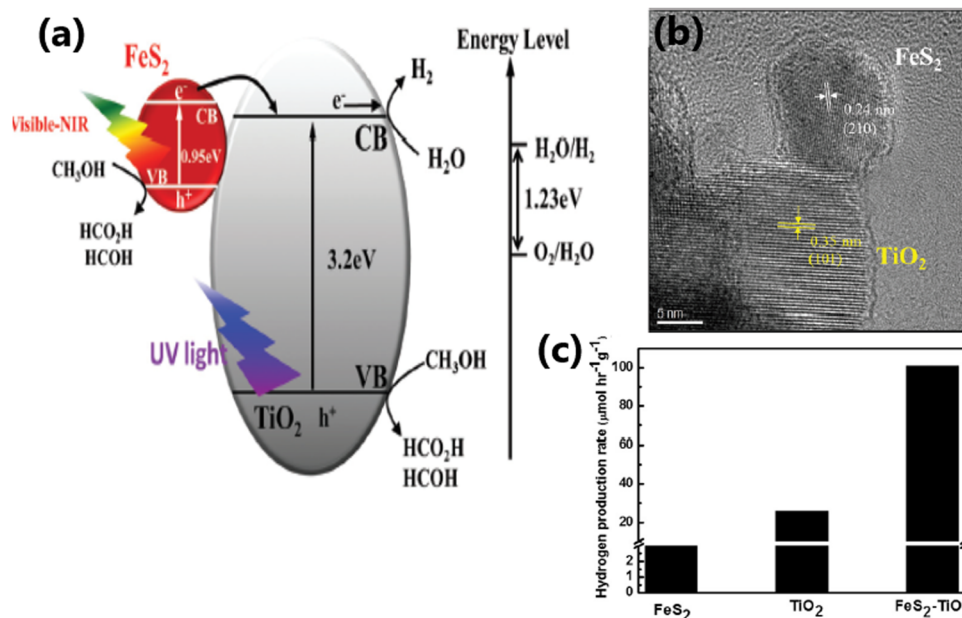 (a)
FeS₂
e⁻
CB
Visible-NIR
0.95eV
CH₃OH
VB
h⁺
HCO₂H
HCOH
H₂
e⁻
CB
H₂O
3.2eV
UV light
VB
CH₃OH
TiO₂ h⁺
HCO₂H
HCOH
Energy Level
H₂O/H₂
1.23eV
O₂/H₂O
(b)
FeS₂
0.24 nm
(210)
0.35 nm
(101)
TiO₂
5 nm
(c)
Hydrogen production rate (μmol hr⁻¹g⁻¹)
100
80
60
40
20
2
1
0
FeS₂
TiO₂
FeS₂-TiO